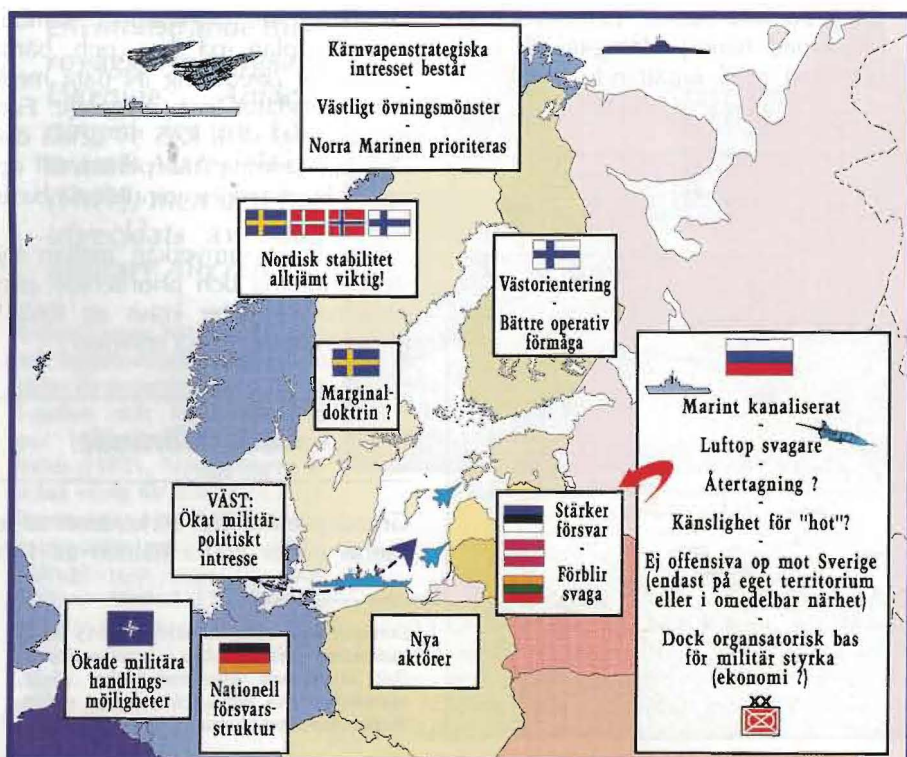 Kärnvapenstrategiska
intresset består
-
Västligt övningsmönster
-
Norra Marinen prioriteras
Nordisk stabilitet
alltjämt viktig!
Västorientering
-
Bättre operativ
förmåga
Marginal-
doktrin ?
VÄST:
Ökat militär-
politiskt
intresse
Stärker
försvar
-
Förblir
svaga
Marint kanaliserat
-
Luftop svagare
-
Återtagning ?
-
Känslighet för "hot"?
-
Ej offensiva op mot Sverige
(endast på eget territorium
eller i omedelbar närhet)
-
Dock organsatorisk bas
för militär styrka
(ekonomi ?)
XX
Ökade militära
handlings-
möjligheter
Nationell
försvars-
struktur
Nya
aktörer